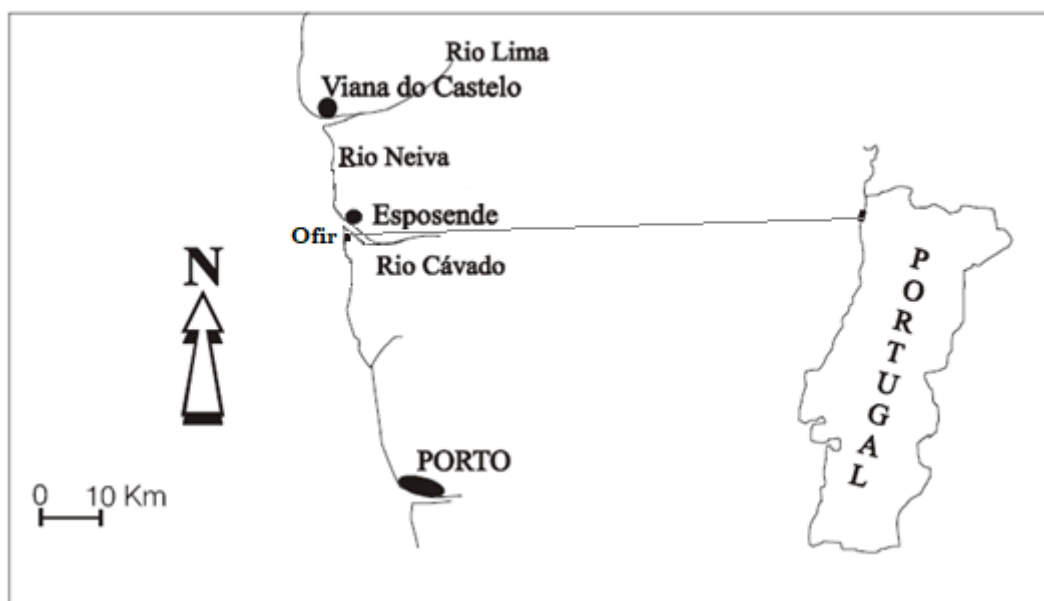 Rio Lima
Viana do Castelo
Rio Neiva
Esposende
Ofir
Rio Cávado
N
PORTUGAL
PORTO
0 10 Km